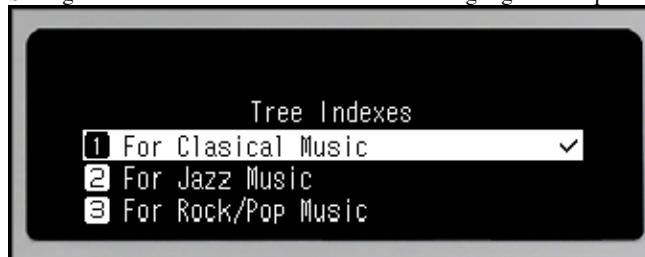 Tree Indexes
1 For Clasical Music ✓
2 For Jazz Music
3 For Rock/Pop Music